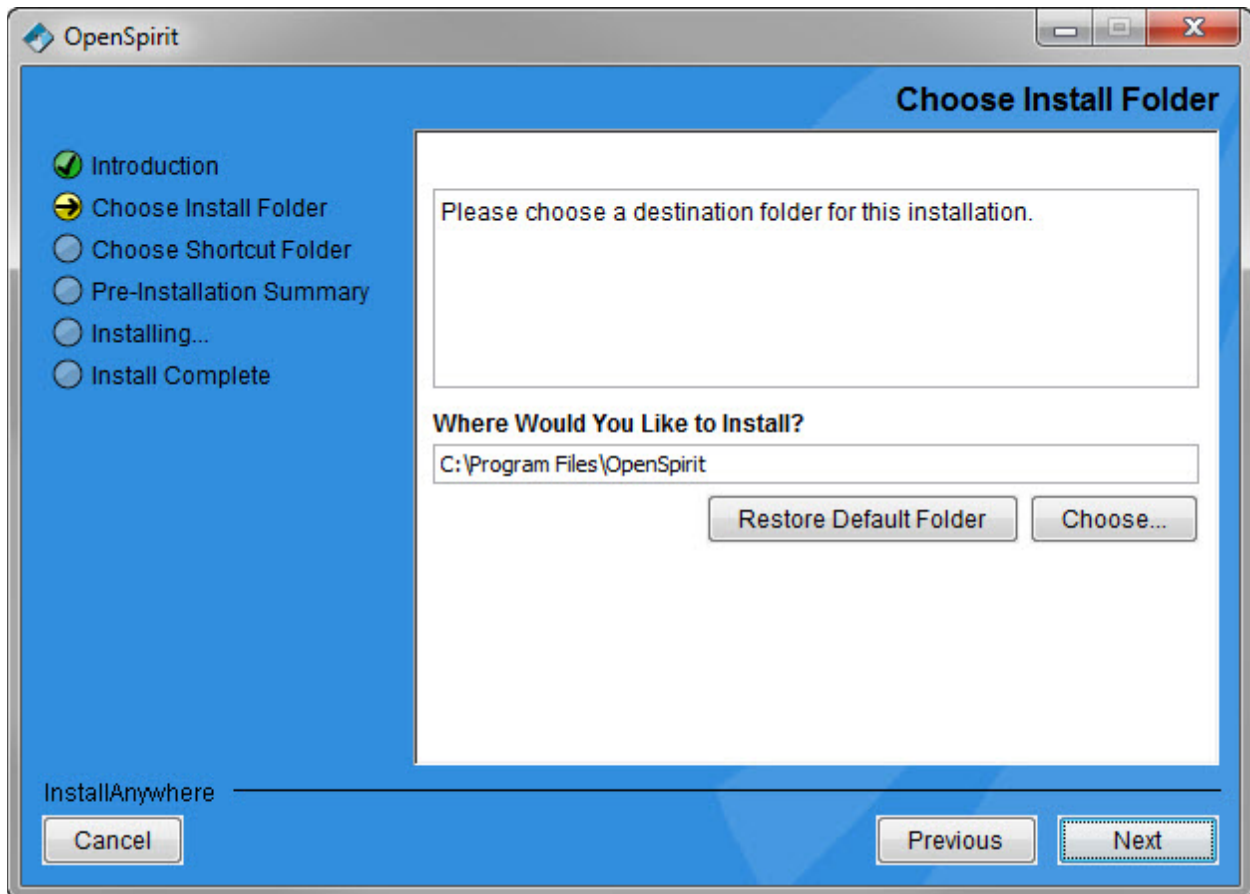 OpenSpirit
Choose Install Folder
Introduction
Choose Install Folder
Choose Shortcut Folder
Pre-Installation Summary
Installing...
Install Complete
Please choose a destination folder for this installation.
Where Would You Like to Install?
C:\Program Files\OpenSpirit
Restore Default Folder
Choose...
InstallAnywhere
Cancel
Previous
Next